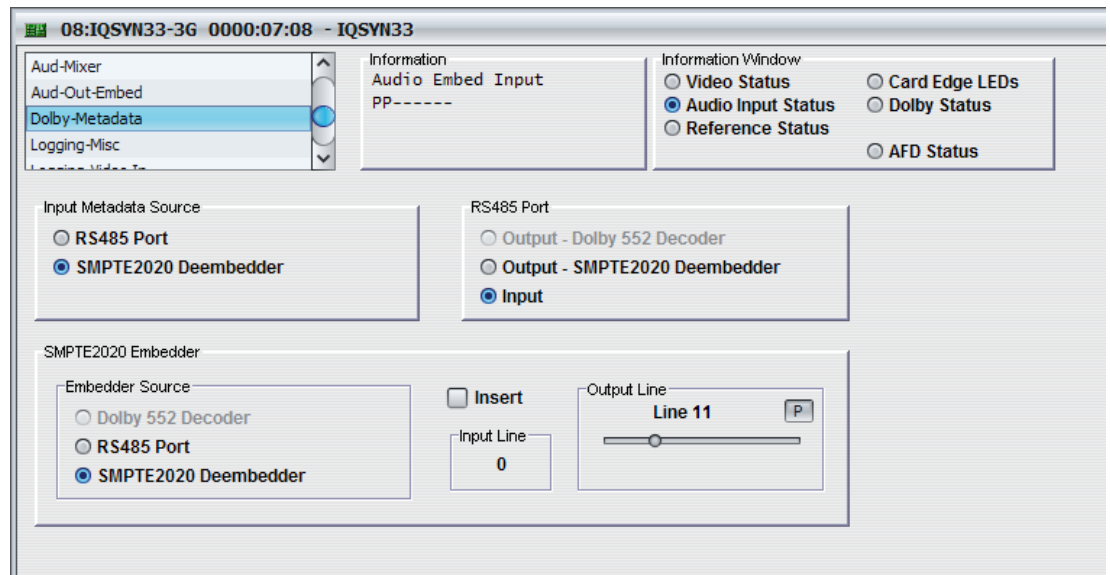 08:IQSYN33-3G 0000:07:08 - IQSYN33
Aud-Mixer
Aud-Out-Embed
Dolby-Metadata
Logging-Misc
Logging-Video In
Information
Audio Embed Input
PP------
Information Window
Video Status
Audio Input Status
Reference Status
Card Edge LEDs
Dolby Status
AFD Status
Input Metadata Source
RS485 Port
SMPTE2020 Deembedder
RS485 Port
Output - Dolby 552 Decoder
Output - SMPTE2020 Deembedder
Input
SMPTE2020 Embedder
Embedder Source
Dolby 552 Decoder
RS485 Port
SMPTE2020 Deembedder
Insert
Input Line
0
Output Line
Line 11
P